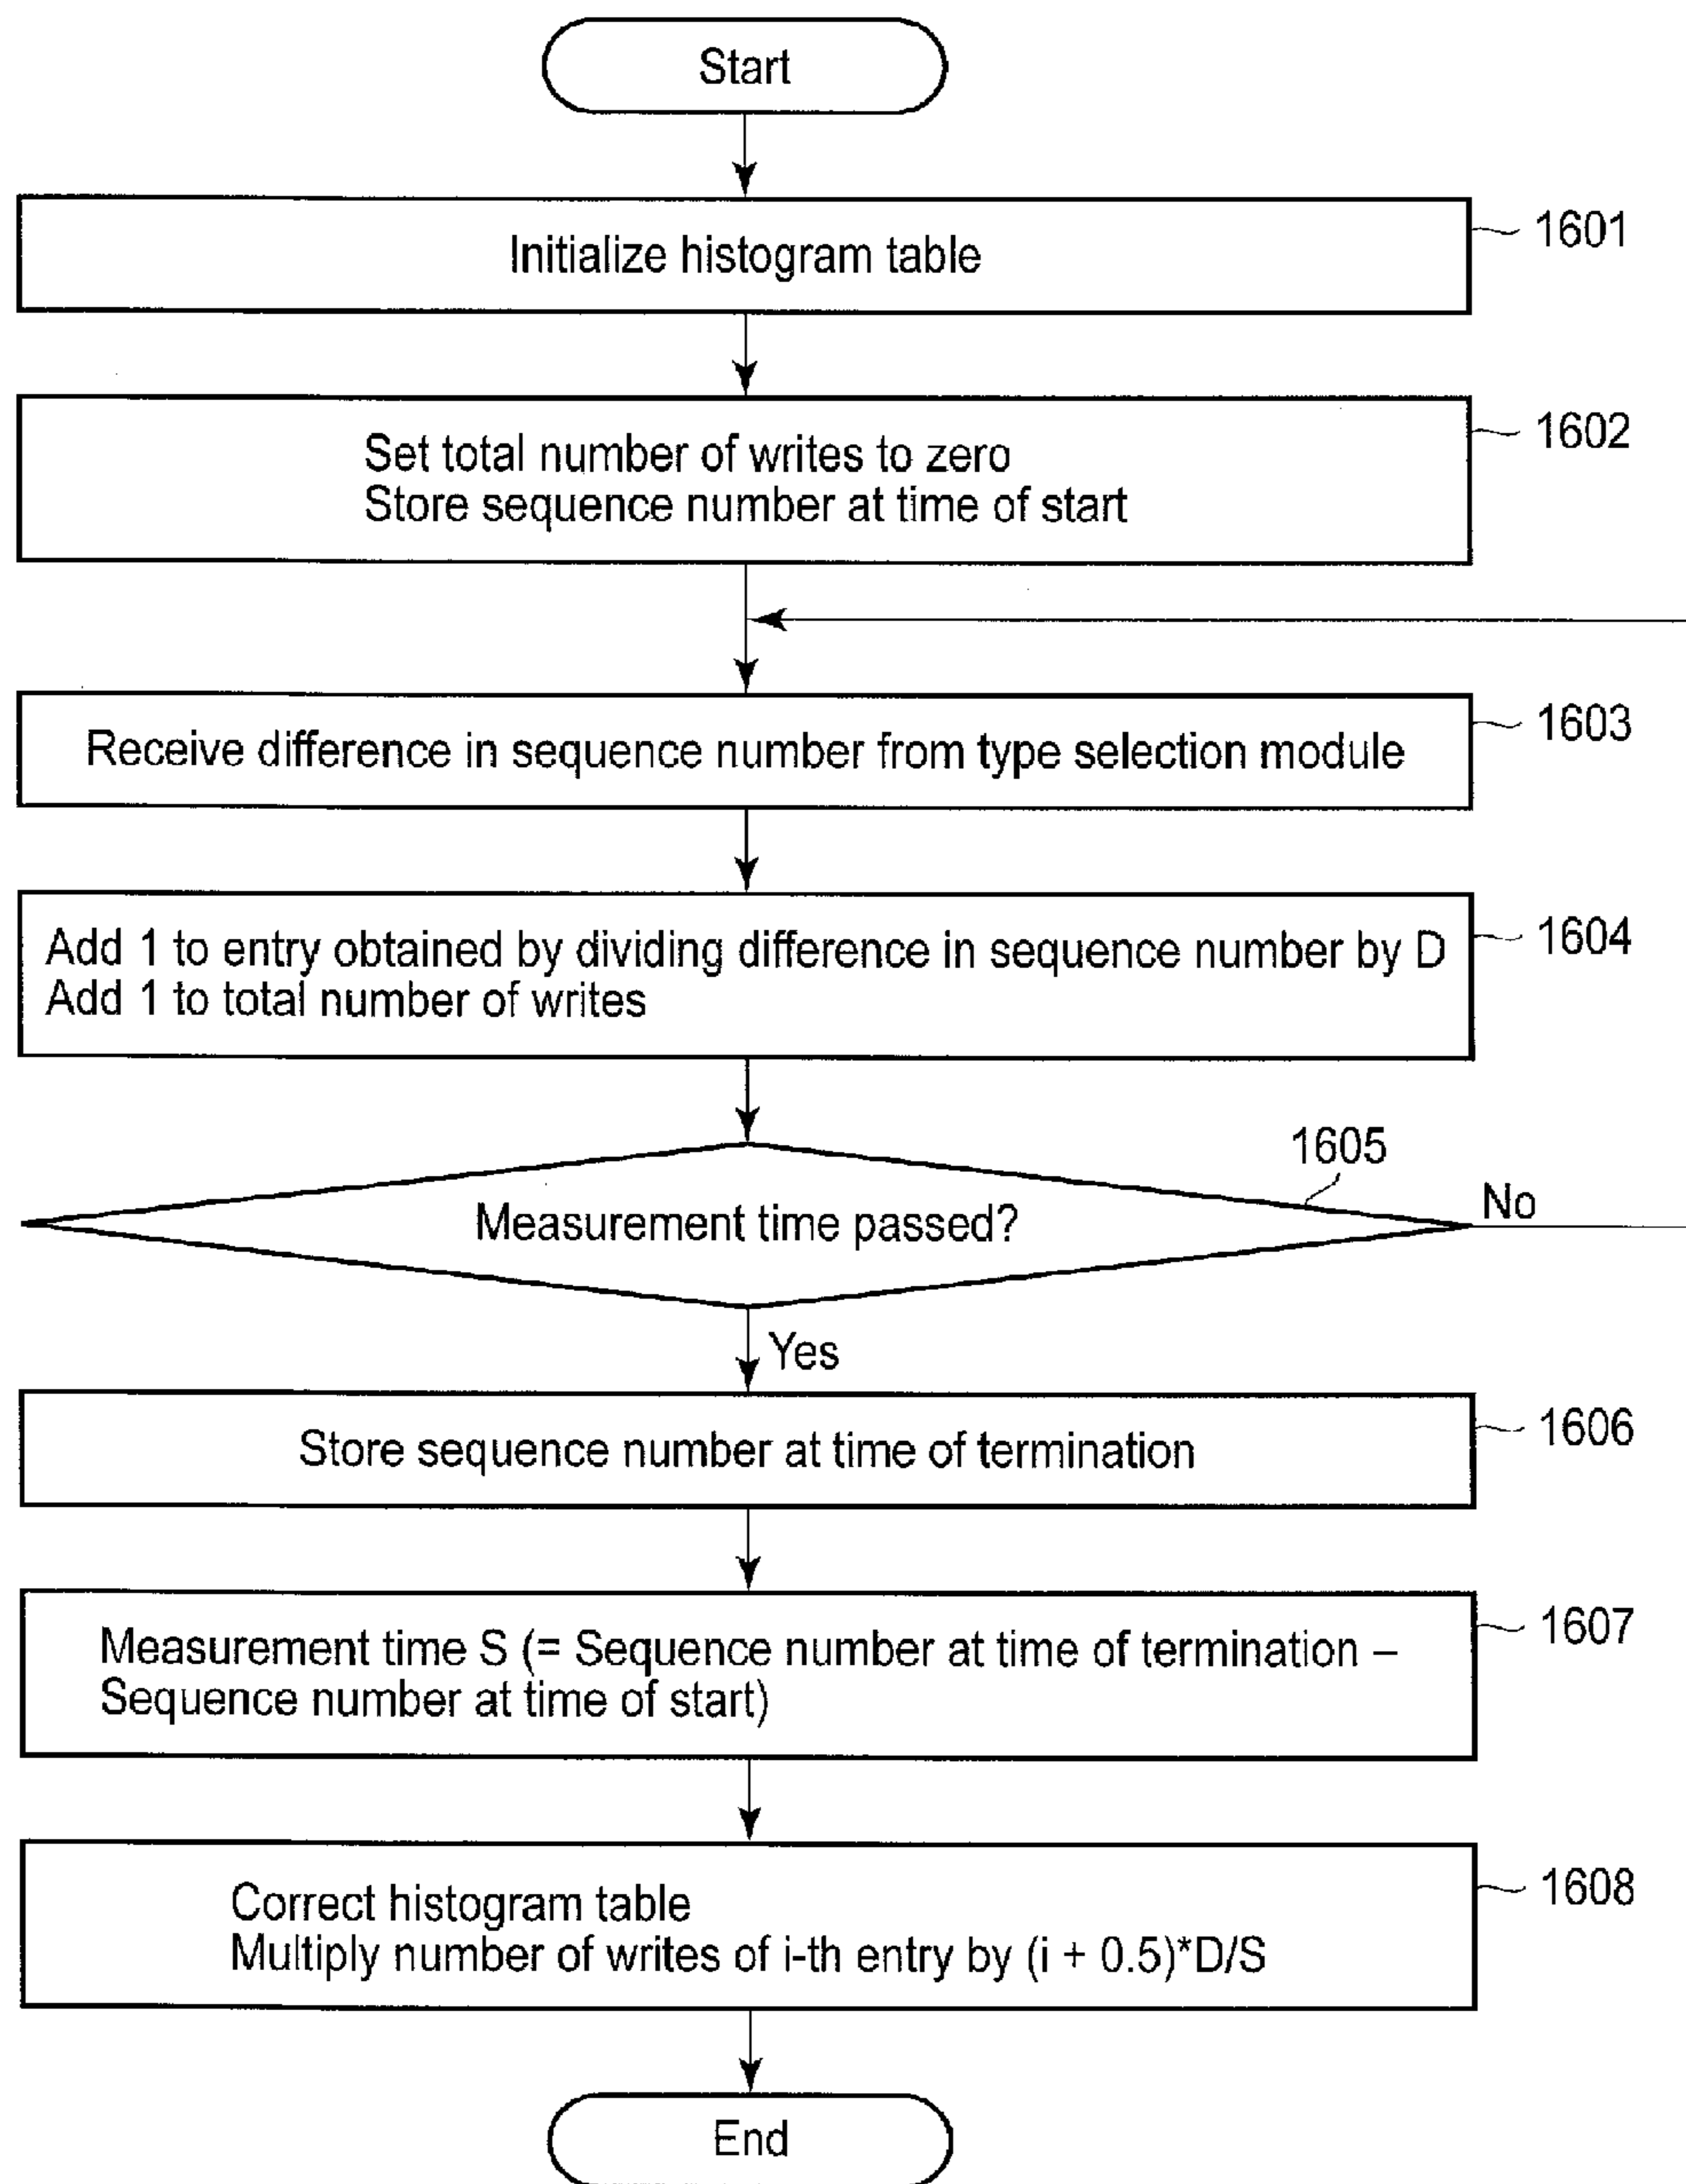 Start
Initialize histogram table
1601
Set total number of writes to zero
Store sequence number at time of start
1602
Receive difference in sequence number from type selection module
1603
Add 1 to entry obtained by dividing difference in sequence number by D
Add 1 to total number of writes
1604
1605
Measurement time passed?
No
Yes
Store sequence number at time of termination
1606
Measurement time S (= Sequence number at time of termination –
Sequence number at time of start)
1607
Correct histogram table
Multiply number of writes of i-th entry by (i + 0.5)*D/S
1608
End